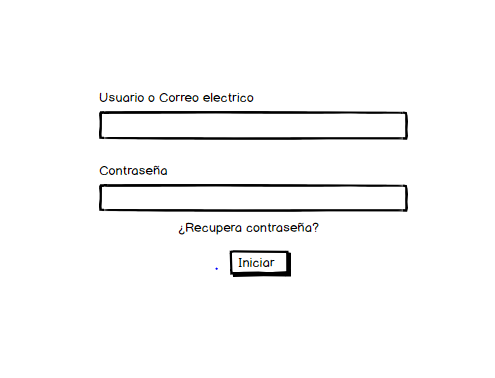 Usuario o Correo electrico
Contraseña
¿Recupera contraseña?
Iniciar